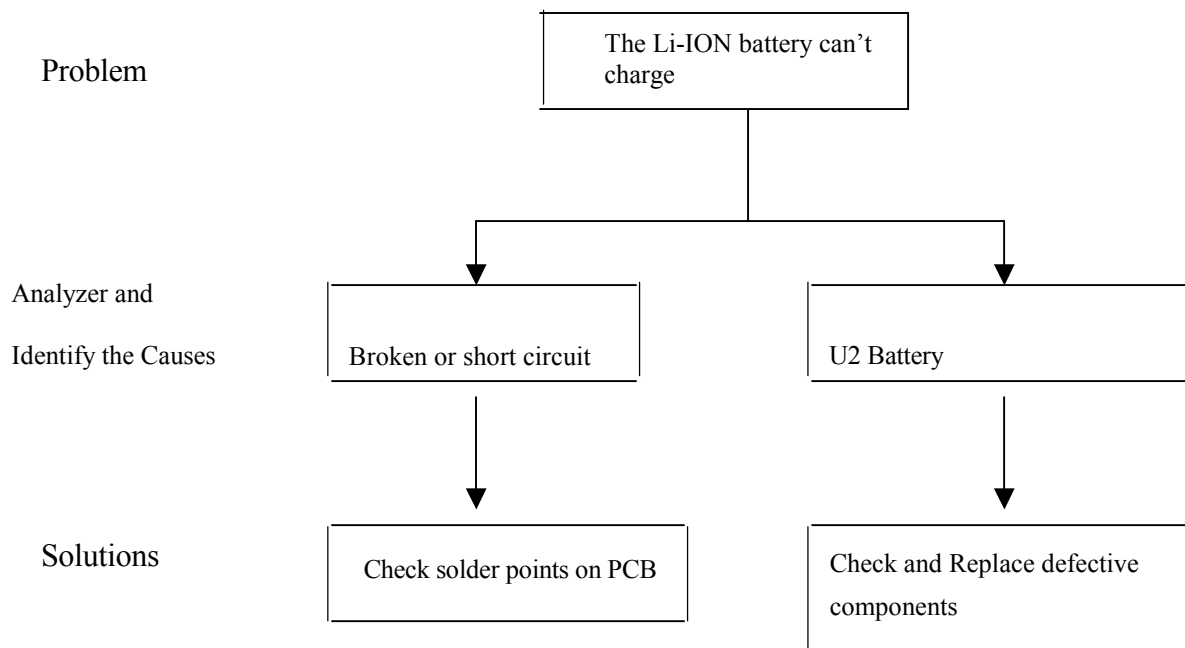 Problem
The Li-ION battery can’t
charge
Analyzer and
Identify the Causes
Broken or short circuit
U2 Battery
Solutions
Check solder points on PCB
Check and Replace defective
components